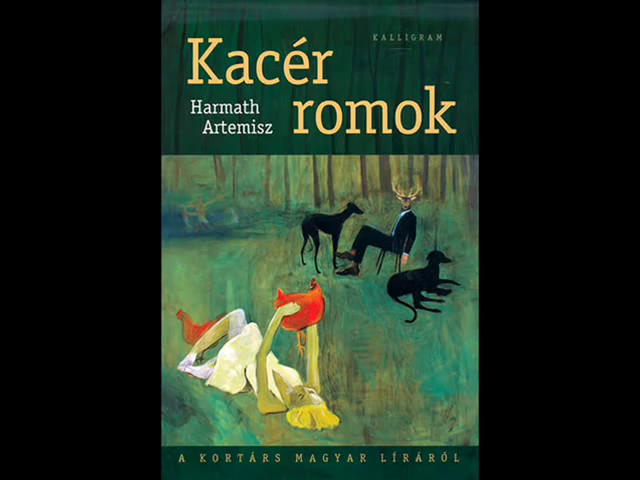 KALLIGRAM
Kacér
romok
Harmath
Artemisz
A KORTÁRS MAGYAR LÍRÁRÓL